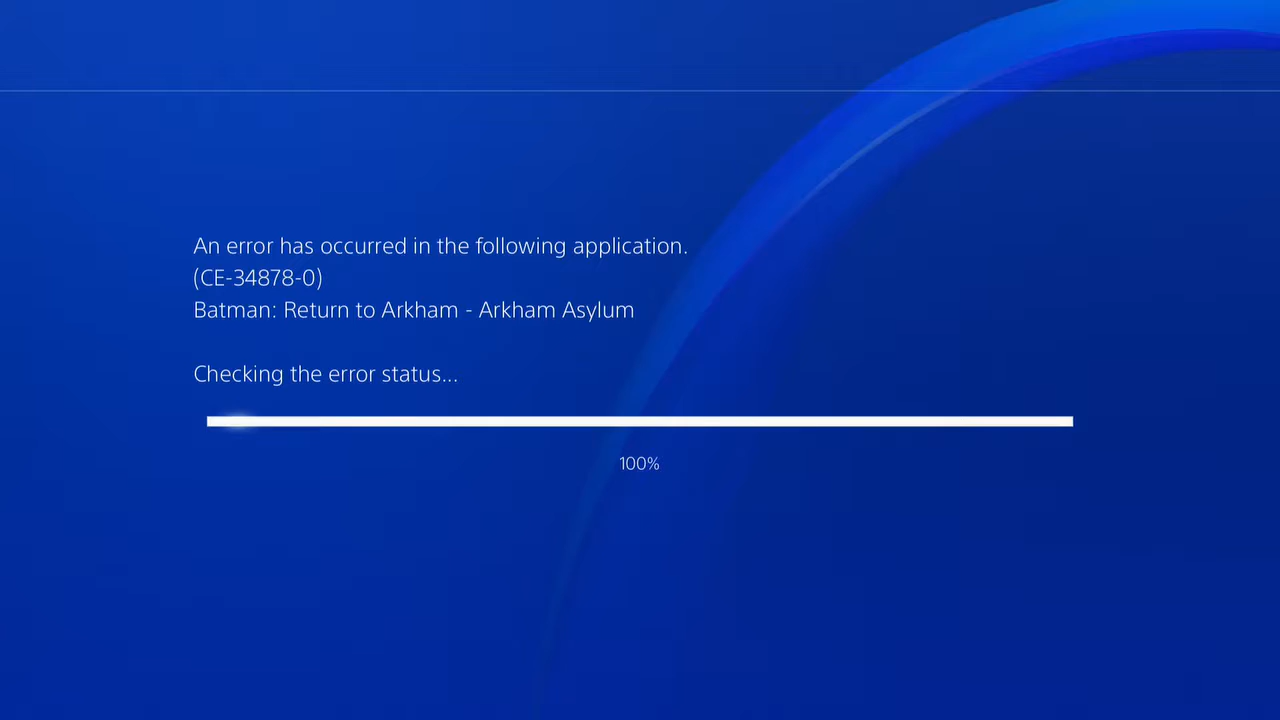 An error has occurred in the following application.
(CE-34878-0)
Batman: Return to Arkham - Arkham Asylum
Checking the error status...
100%